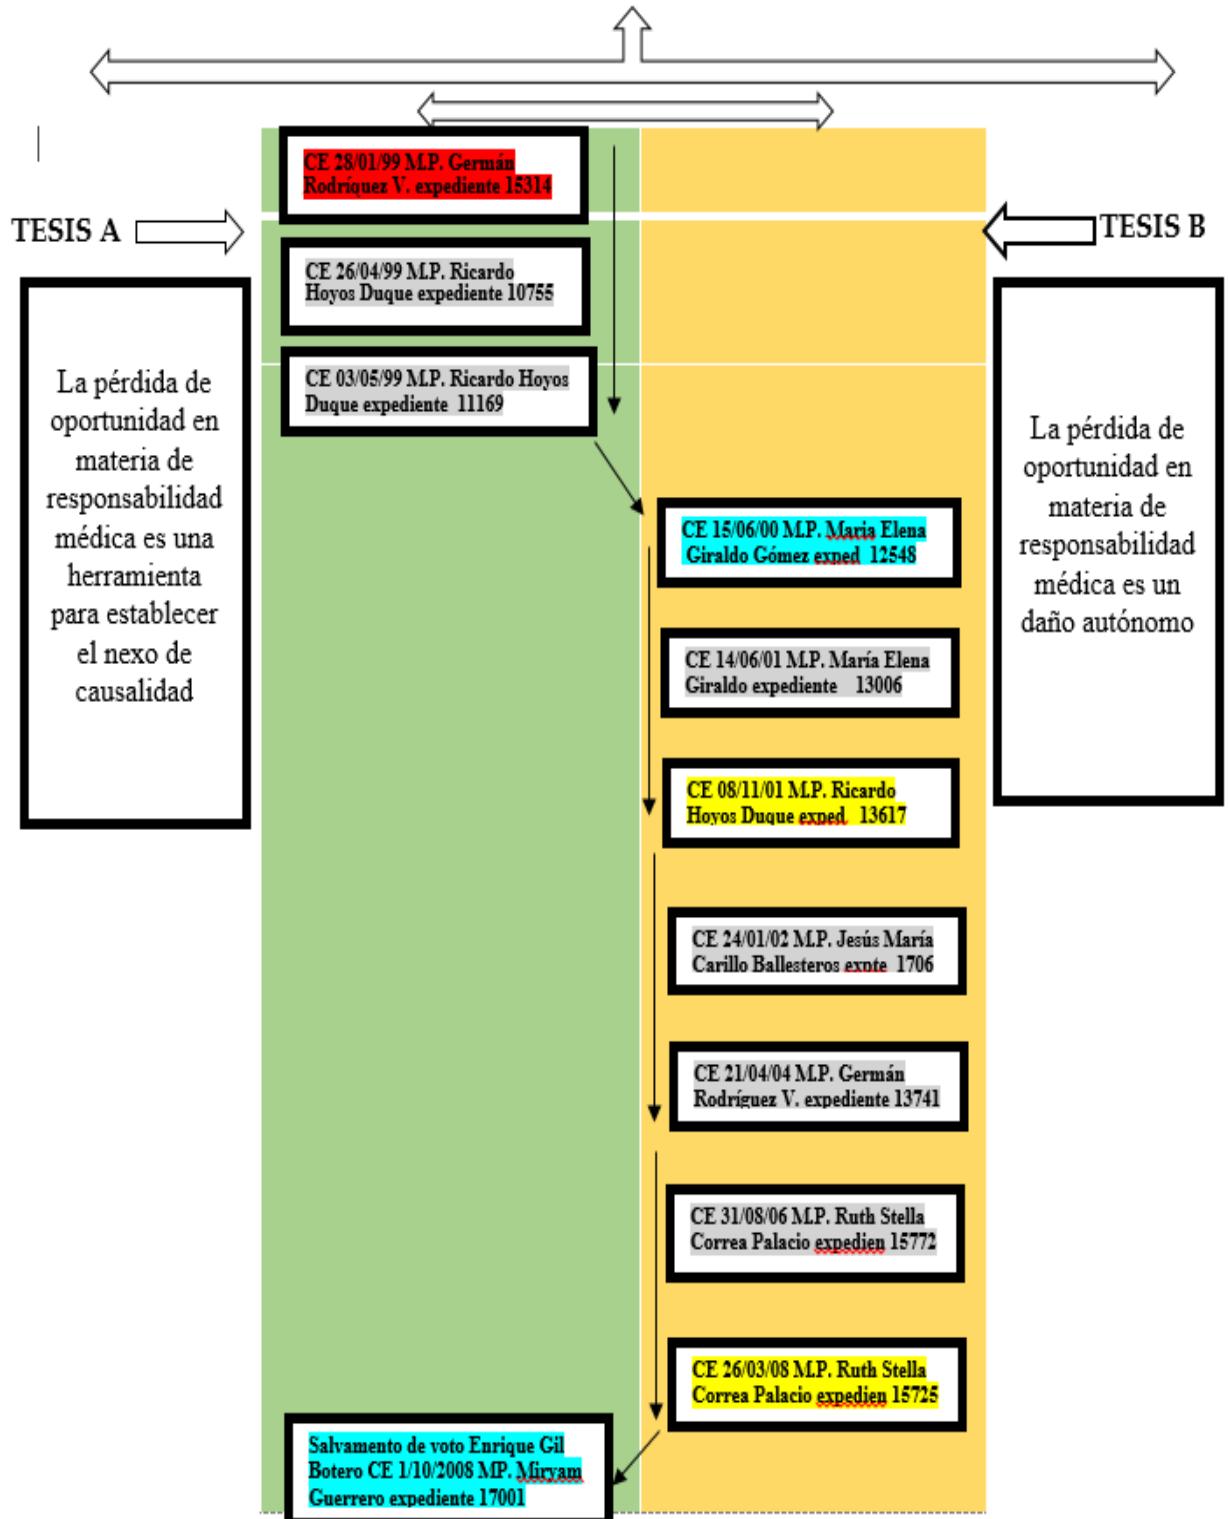 CE 28/01/99 M.P. Germán
Rodríquez V. expediente 15314
TESIS A
TESIS B
CE 26/04/99 M.P. Ricardo
Hoyos Duque expediente 10755
CE 03/05/99 M.P. Ricardo Hoyos
Duque expediente 11169
La pérdida de
oportunidad en
materia de
responsabilidad
médica es una
herramienta
para establecer
el nexo de
causalidad
La pérdida de
oportunidad en
materia de
responsabilidad
médica es un
daño autónomo
CE 15/06/00 M.P. Maria Elena
Giraldo Gómez exped 12548
CE 14/06/01 M.P. María Elena
Giraldo expediente 13006
CE 08/11/01 M.P. Ricardo
Hoyos Duque exped 13617
CE 24/01/02 M.P. Jesús María
Carillo Ballesteros expte 1706
CE 21/04/04 M.P. Germán
Rodríguez V. expediente 13741
CE 31/08/06 M.P. Ruth Stella
Correa Palacio expedien 15772
CE 26/03/08 M.P. Ruth Stella
Correa Palacio expedien 15725
Salvamento de voto Enrique Gil
Botero CE 1/10/2008 MP. Miryam
Guerrero expediente 17001